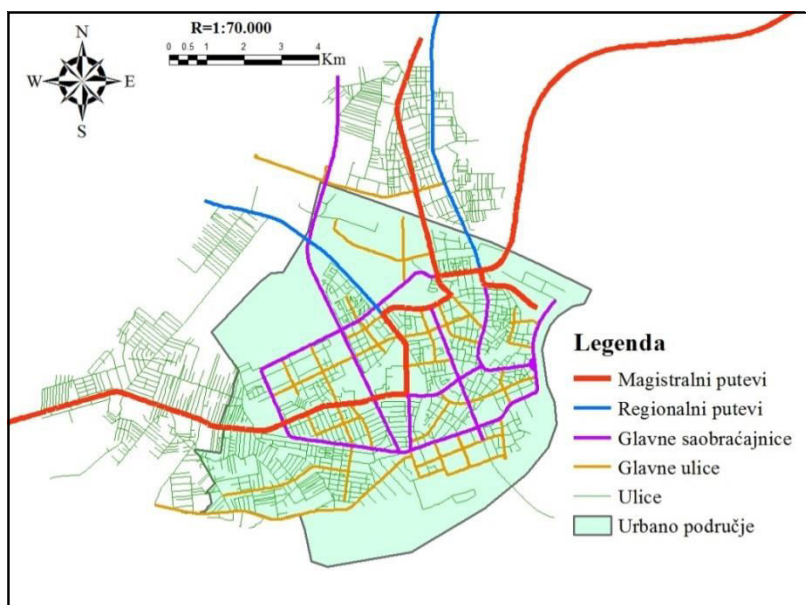 R=1:70.000
0 0.5 1 2 3 4
Km
N
W E
S
Legenda
Magistralni putevi
Regionalni putevi
Glavne saobraćajnice
Glavne ulice
Ulice
Urbano područje